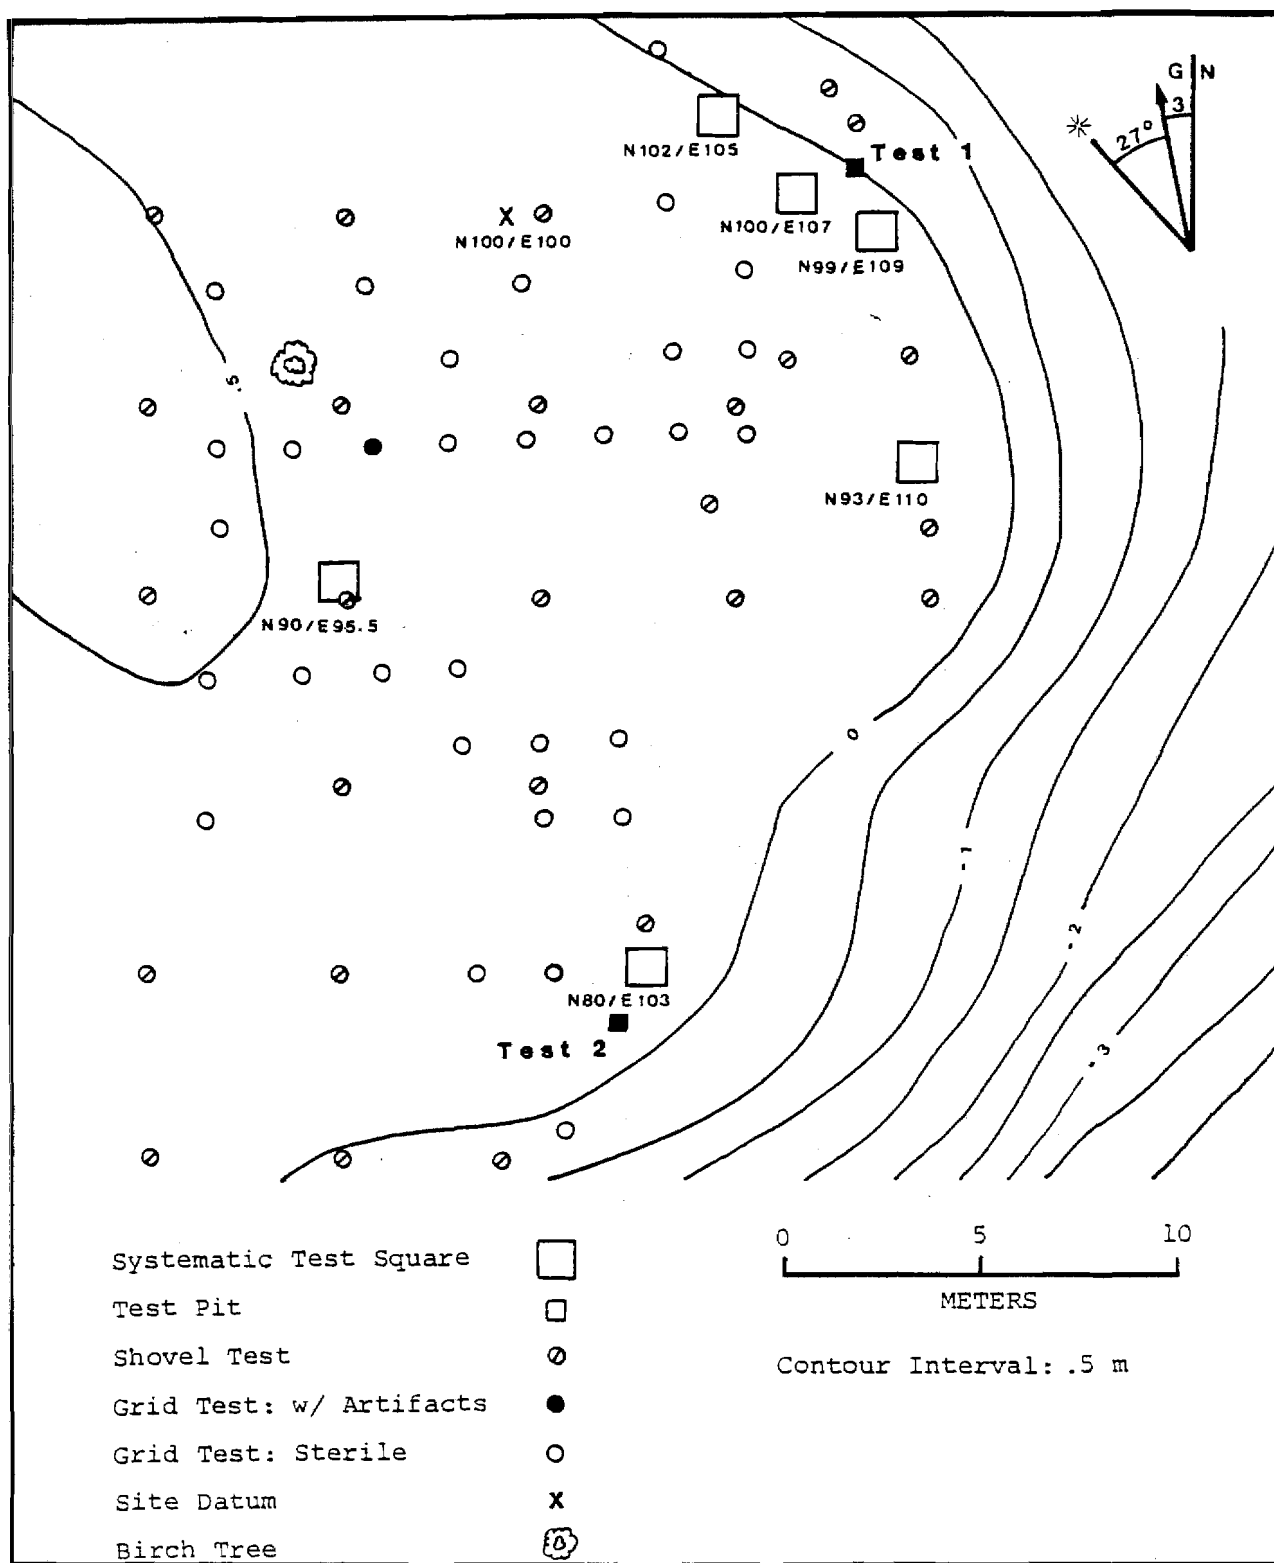 G N
3
27°
N102/E105
Test 1
X
N100/E100
N100/E107
N99/E109
.5
N93/E110
N90/E95.5
0
-1
-2
N80/E103
Test 2
-3
0 5 10
METERS
Contour Interval: .5 m
Systematic Test Square
Test Pit
Shovel Test
Grid Test: w/ Artifacts
Grid Test: Sterile
Site Datum X
Birch Tree